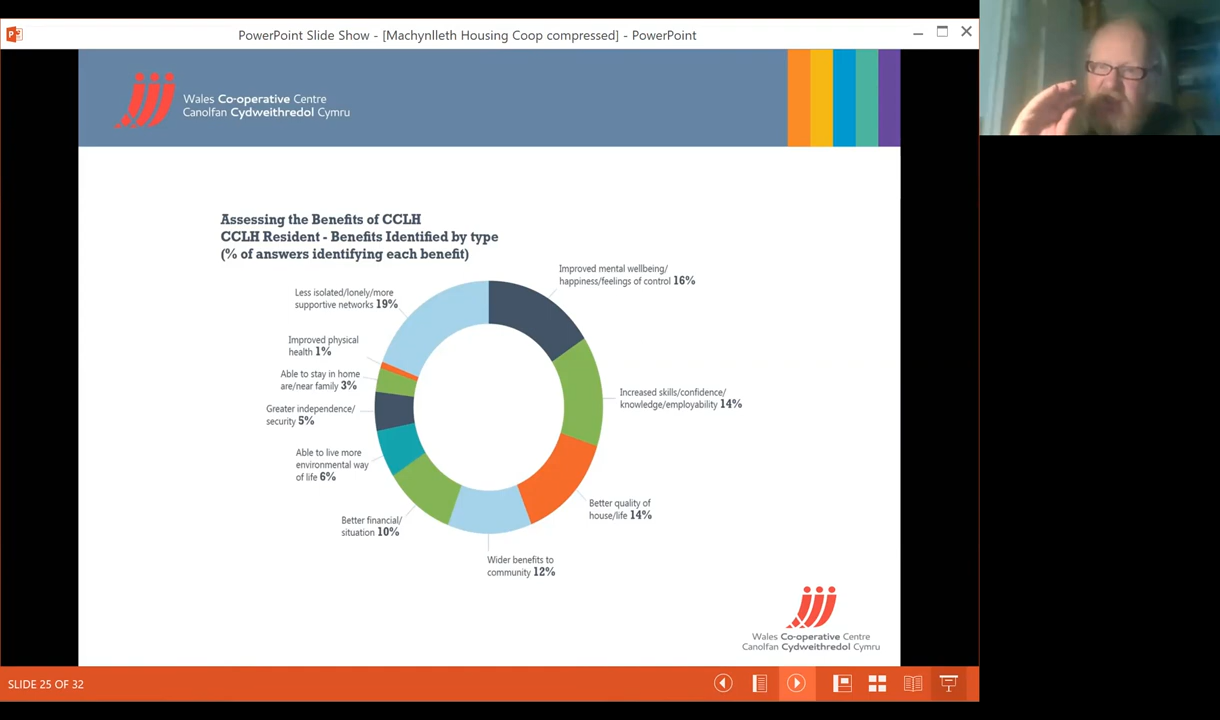 PowerPoint Slide Show - [Machynlleth Housing Coop compressed] - PowerPoint
Wales Co-operative Centre
Canolfan Cydweithredol Cymru
Assessing the Benefits of CCLH
CCLH Resident - Benefits Identified by type
(% of answers identifying each benefit)
Improved mental wellbeing/
happiness/feelings of control 16%
Increased skills/confidence/
knowledge/employability 14%
Better quality of
house/life 14%
Wider benefits to
community 12%
Better financial/
situation 10%
Able to live more
environmental way
of life 6%
Greater independence/
security 5%
Able to stay in home
are/near family 3%
Improved physical
health 1%
Less isolated/lonely/more
supportive networks 19%
Wales Co-operative Centre
Canolfan Cydweithredol Cymru
SLIDE 25 OF 32